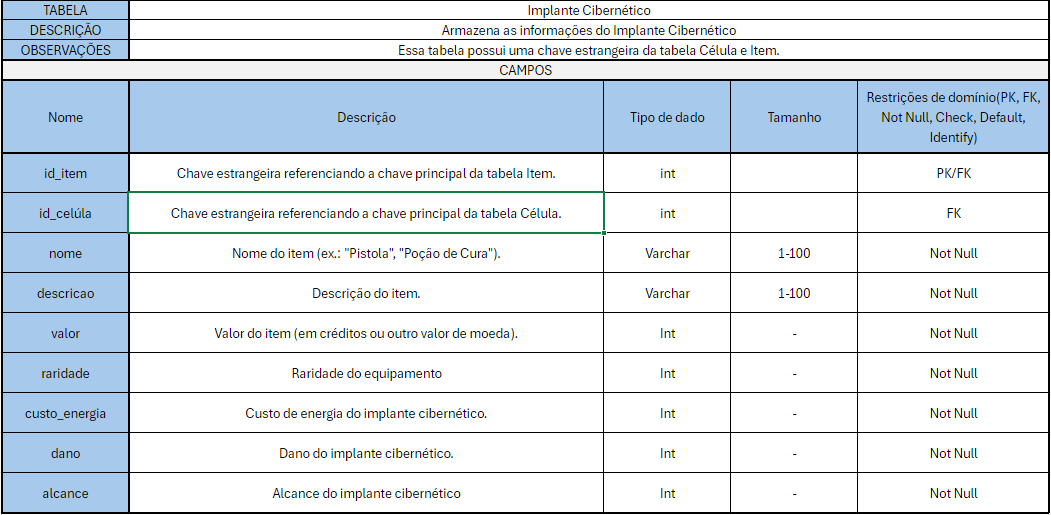 TABELA Implante Cibernético
DESCRIÇÃO Armazena as informações do Implante Cibernético
OBSERVAÇÕES Essa tabela possui uma chave estrangeira da tabela Célula e Item.
CAMPOS
Nome Descrição Tipo de dado Tamanho Restrições de domínio(PK, FK,
Not Null, Check, Default,
Identify)
id_item Chave estrangeira referenciando a chave principal da tabela Item. int PK/FK
id_celúla Chave estrangeira referenciando a chave principal da tabela Célula. int FK
nome Nome do item (ex.: "Pistola", "Poção de Cura"). Varchar 1-100 Not Null
descricao Descrição do item. Varchar 1-100 Not Null
valor Valor do item (em créditos ou outro valor de moeda). Int - Not Null
raridade Raridade do equipamento Int - Not Null
custo_energia Custo de energia do implante cibernético. Int - Not Null
dano Dano do implante cibernético. Int - Not Null
alcance Alcance do implante cibernético Int - Not Null